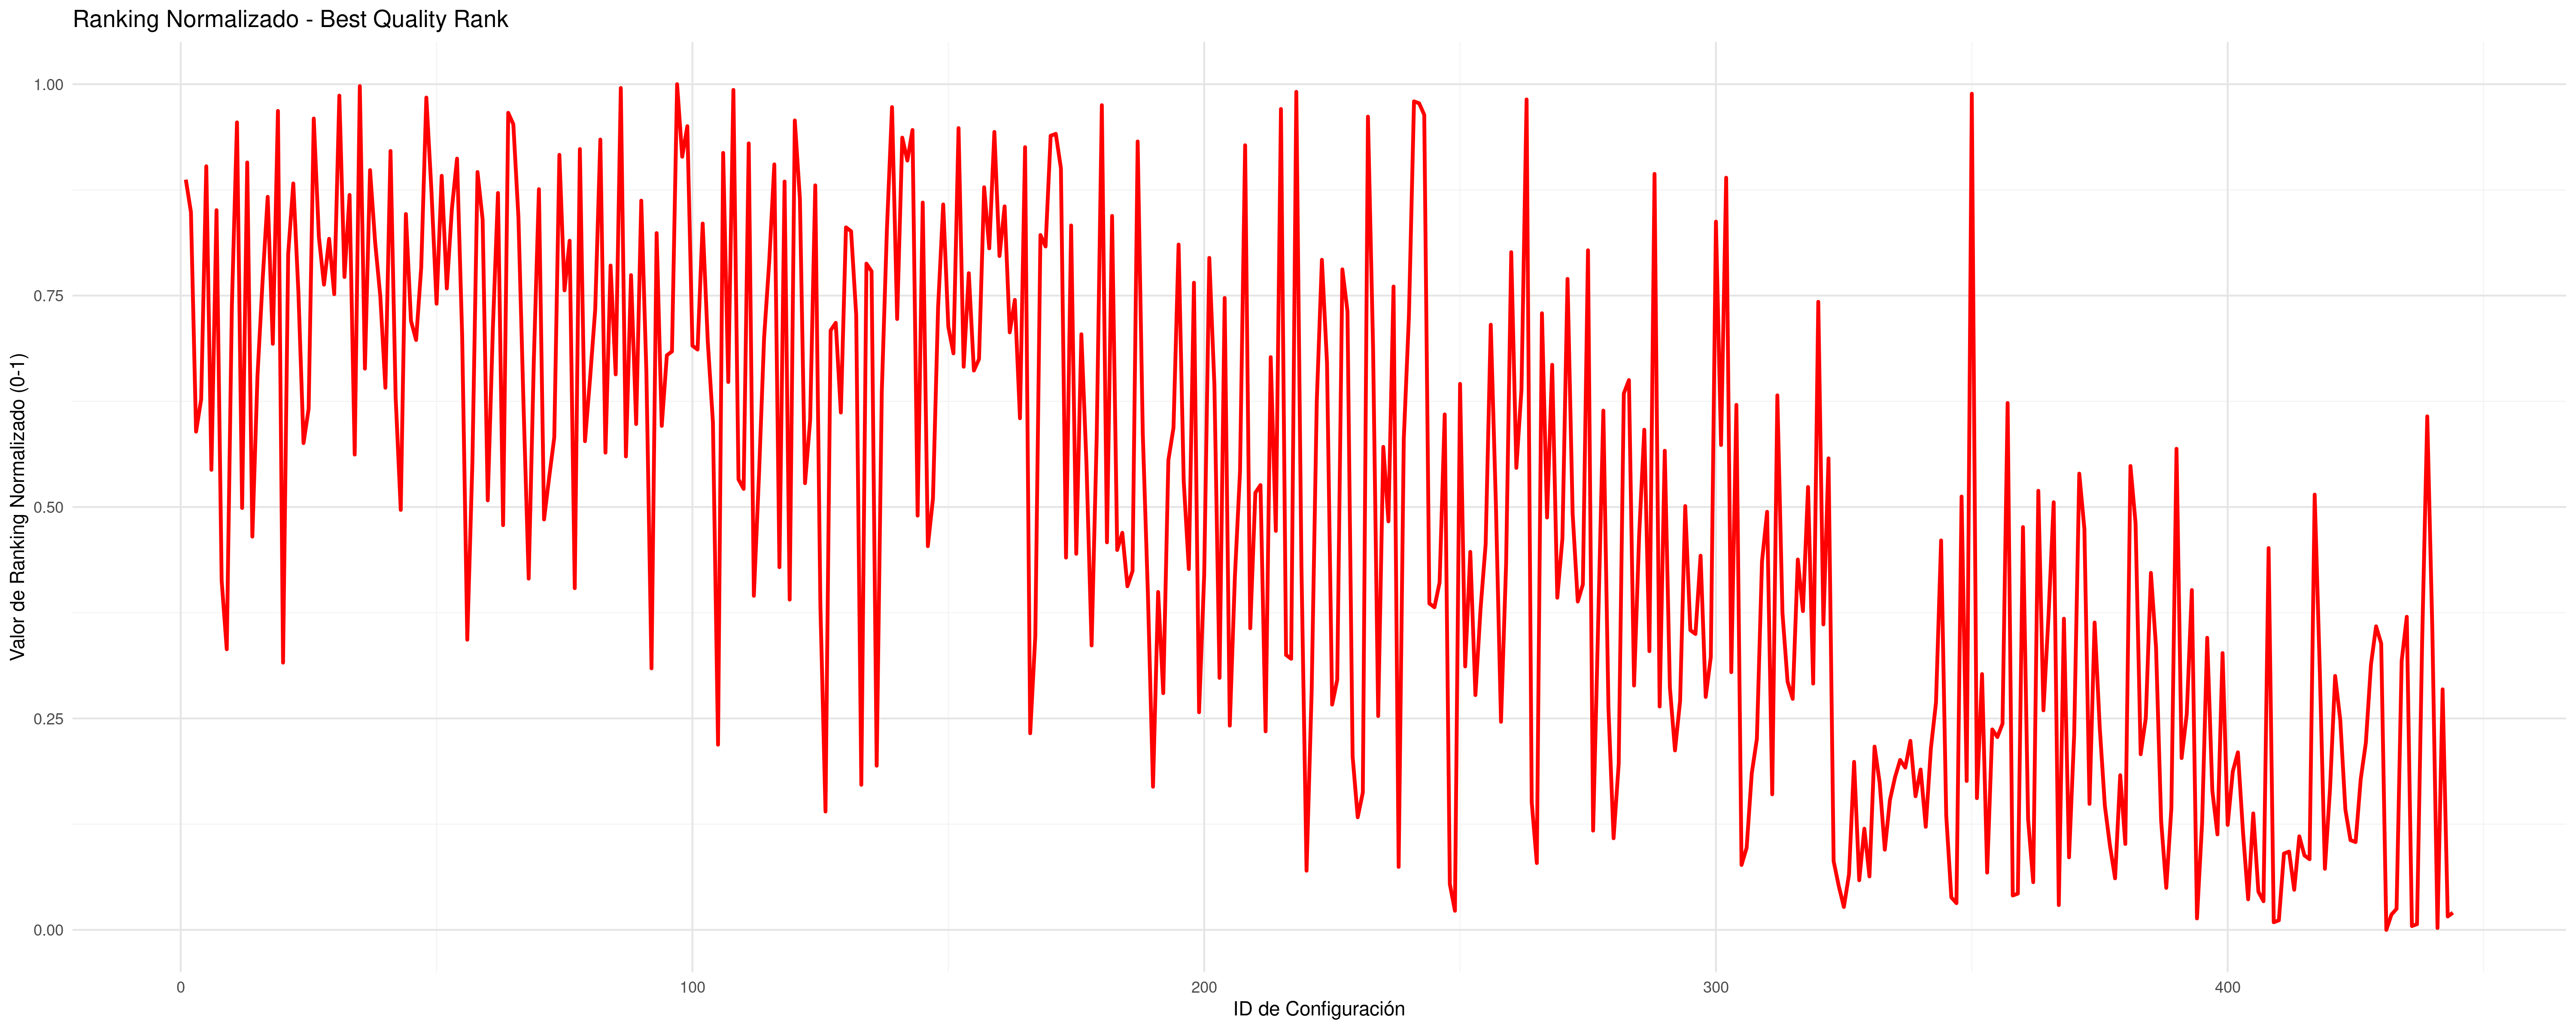 Ranking Normalizado - Best Quality Rank
Valor de Ranking Normalizado (0-1)
1.00
0.75
0.50
0.25
0.00
0 100 200 300 400
ID de Configuración